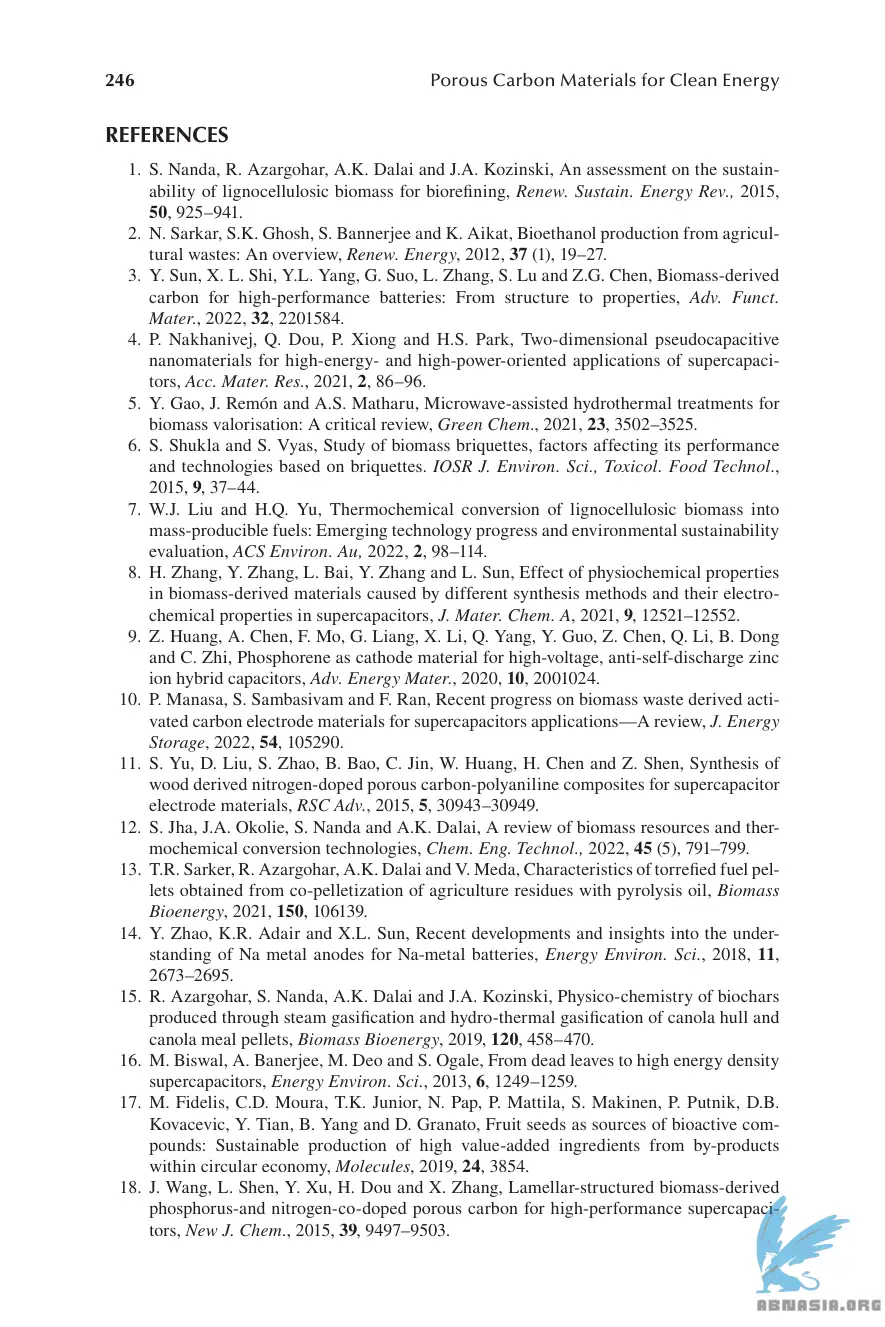 246 Porous Carbon Materials for Clean Energy
REFERENCES
1. S. Nanda, R. Azargohar, A.K. Dalai and J.A. Kozinski, An assessment on the sustain-
ability of lignocellulosic biomass for biorefining, Renew. Sustain. Energy Rev., 2015,
50, 925–941.
2. N. Sarkar, S.K. Ghosh, S. Bannerjee and K. Aikat, Bioethanol production from agricul-
tural wastes: An overview, Renew. Energy, 2012, 37 (1), 19–27.
3. Y. Sun, X. L. Shi, Y.L. Yang, G. Suo, L. Zhang, S. Lu and Z.G. Chen, Biomass-derived
carbon for high-performance batteries: From structure to properties, Adv. Funct.
Mater., 2022, 32, 2201584.
4. P. Nakhanivej, Q. Dou, P. Xiong and H.S. Park, Two-dimensional pseudocapacitive
nanomaterials for high-energy- and high-power-oriented applications of supercapaci-
tors, Acc. Mater. Res., 2021, 2, 86–96.
5. Y. Gao, J. Remón and A.S. Matharu, Microwave-assisted hydrothermal treatments for
biomass valorisation: A critical review, Green Chem., 2021, 23, 3502–3525.
6. S. Shukla and S. Vyas, Study of biomass briquettes, factors affecting its performance
and technologies based on briquettes. IOSR J. Environ. Sci., Toxicol. Food Technol.,
2015, 9, 37–44.
7. W.J. Liu and H.Q. Yu, Thermochemical conversion of lignocellulosic biomass into
mass-producible fuels: Emerging technology progress and environmental sustainability
evaluation, ACS Environ. Au, 2022, 2, 98–114.
8. H. Zhang, Y. Zhang, L. Bai, Y. Zhang and L. Sun, Effect of physiochemical properties
in biomass-derived materials caused by different synthesis methods and their electro-
chemical properties in supercapacitors, J. Mater. Chem. A, 2021, 9, 12521–12552.
9. Z. Huang, A. Chen, F. Mo, G. Liang, X. Li, Q. Yang, Y. Guo, Z. Chen, Q. Li, B. Dong
and C. Zhi, Phosphorene as cathode material for high-voltage, anti-self-discharge zinc
ion hybrid capacitors, Adv. Energy Mater., 2020, 10, 2001024.
10. P. Manasa, S. Sambasivam and F. Ran, Recent progress on biomass waste derived acti-
vated carbon electrode materials for supercapacitors applications—A review, J. Energy
Storage, 2022, 54, 105290.
11. S. Yu, D. Liu, S. Zhao, B. Bao, C. Jin, W. Huang, H. Chen and Z. Shen, Synthesis of
wood derived nitrogen-doped porous carbon-polyaniline composites for supercapacitor
electrode materials, RSC Adv., 2015, 5, 30943–30949.
12. S. Jha, J.A. Okolie, S. Nanda and A.K. Dalai, A review of biomass resources and ther-
mochemical conversion technologies, Chem. Eng. Technol., 2022, 45 (5), 791–799.
13. T.R. Sarker, R. Azargohar, A.K. Dalai and V. Meda, Characteristics of torrefied fuel pel-
lets obtained from co-pelletization of agriculture residues with pyrolysis oil, Biomass
Bioenergy, 2021, 150, 106139.
14. Y. Zhao, K.R. Adair and X.L. Sun, Recent developments and insights into the under-
standing of Na metal anodes for Na-metal batteries, Energy Environ. Sci., 2018, 11,
2673–2695.
15. R. Azargohar, S. Nanda, A.K. Dalai and J.A. Kozinski, Physico-chemistry of biochars
produced through steam gasification and hydro-thermal gasification of canola hull and
canola meal pellets, Biomass Bioenergy, 2019, 120, 458–470.
16. M. Biswal, A. Banerjee, M. Deo and S. Ogale, From dead leaves to high energy density
supercapacitors, Energy Environ. Sci., 2013, 6, 1249–1259.
17. M. Fidelis, C.D. Moura, T.K. Junior, N. Pap, P. Mattila, S. Makinen, P. Putnik, D.B.
Kovacevic, Y. Tian, B. Yang and D. Granato, Fruit seeds as sources of bioactive com-
pounds: Sustainable production of high value-added ingredients from by-products
within circular economy, Molecules, 2019, 24, 3854.
18. J. Wang, L. Shen, Y. Xu, H. Dou and X. Zhang, Lamellar-structured biomass-derived
phosphorus-and nitrogen-co-doped porous carbon for high-performance supercapaci-
tors, New J. Chem., 2015, 39, 9497–9503.
ABNASIA.ORG